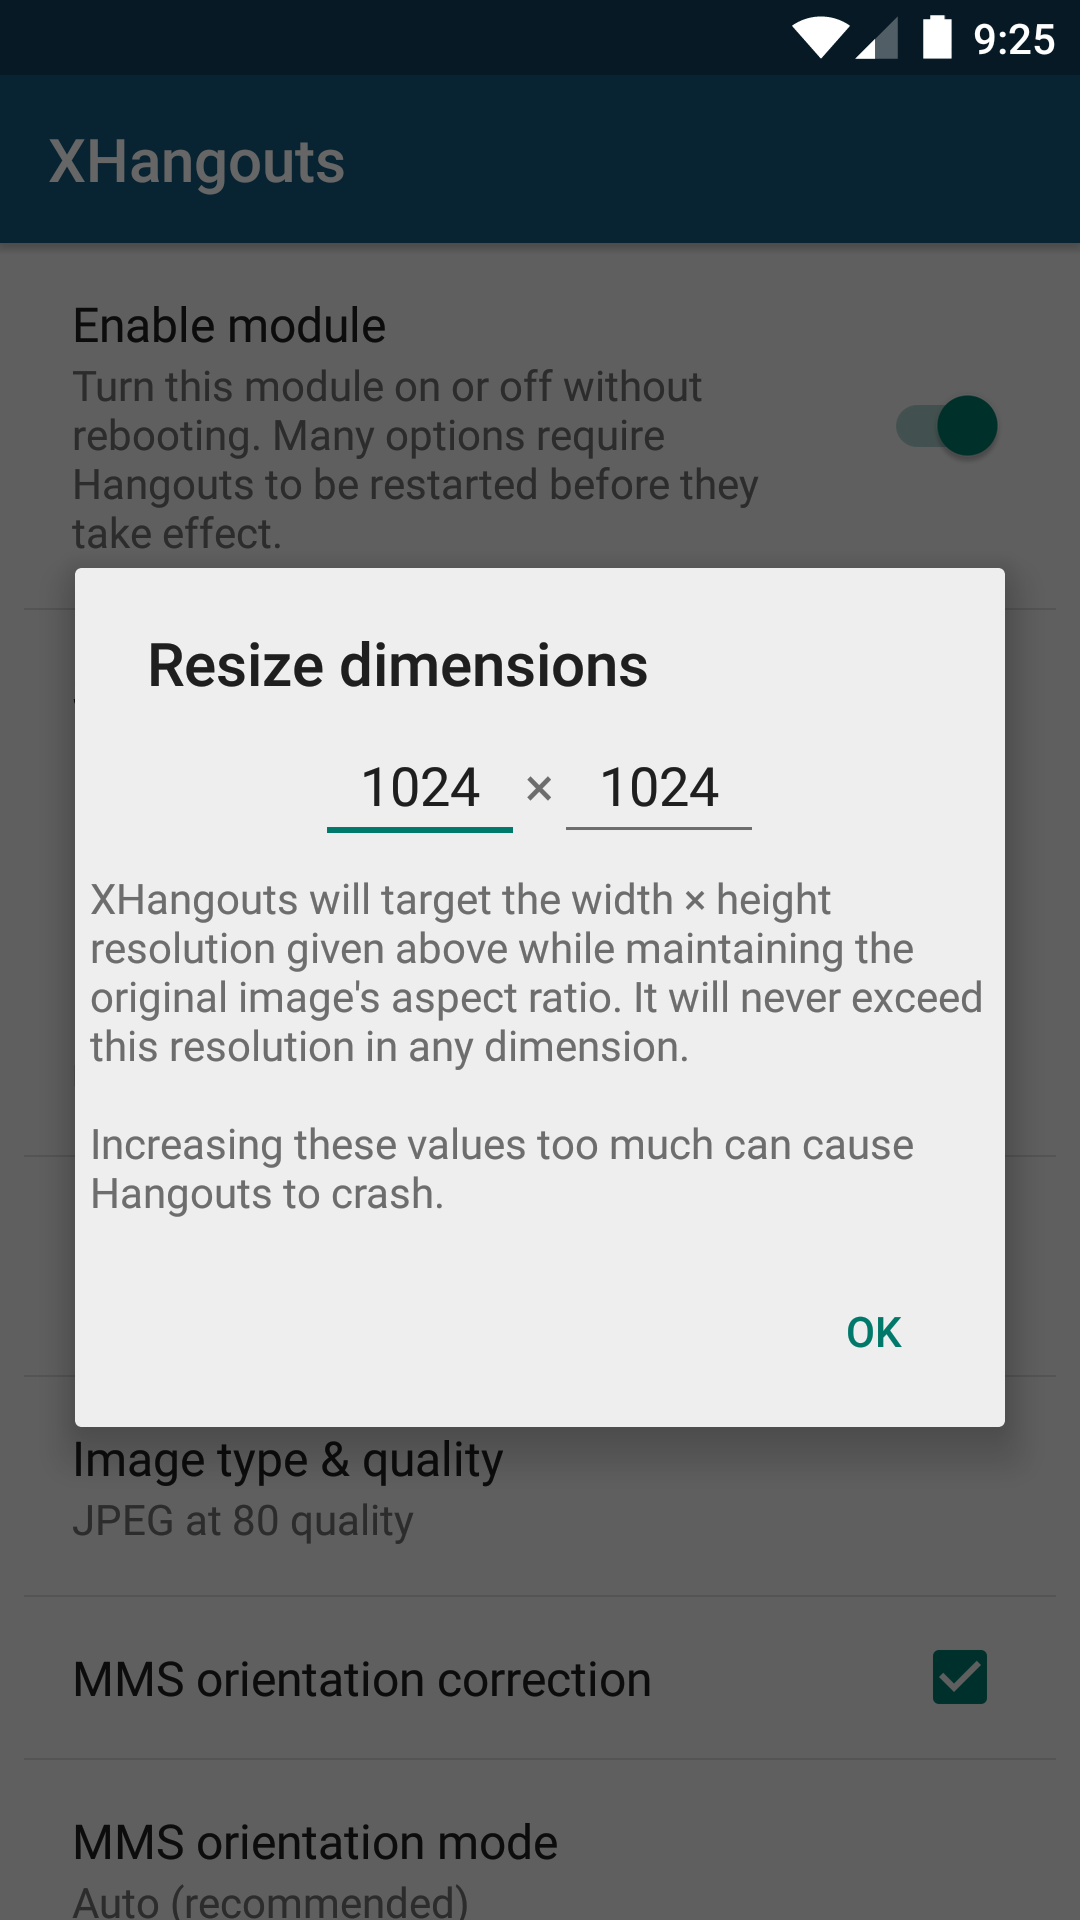 9:25
XHangouts
Enable module
Turn this module on or off without
rebooting. Many options require
Hangouts to be restarted before they
take effect.
Resize dimensions
1024 × 1024
XHangouts will target the width × height
resolution given above while maintaining the
original image's aspect ratio. It will never exceed
this resolution in any dimension.
Increasing these values too much can cause
Hangouts to crash.
OK
Image type & quality
JPEG at 80 quality
MMS orientation correction
MMS orientation mode
Auto (recommended)